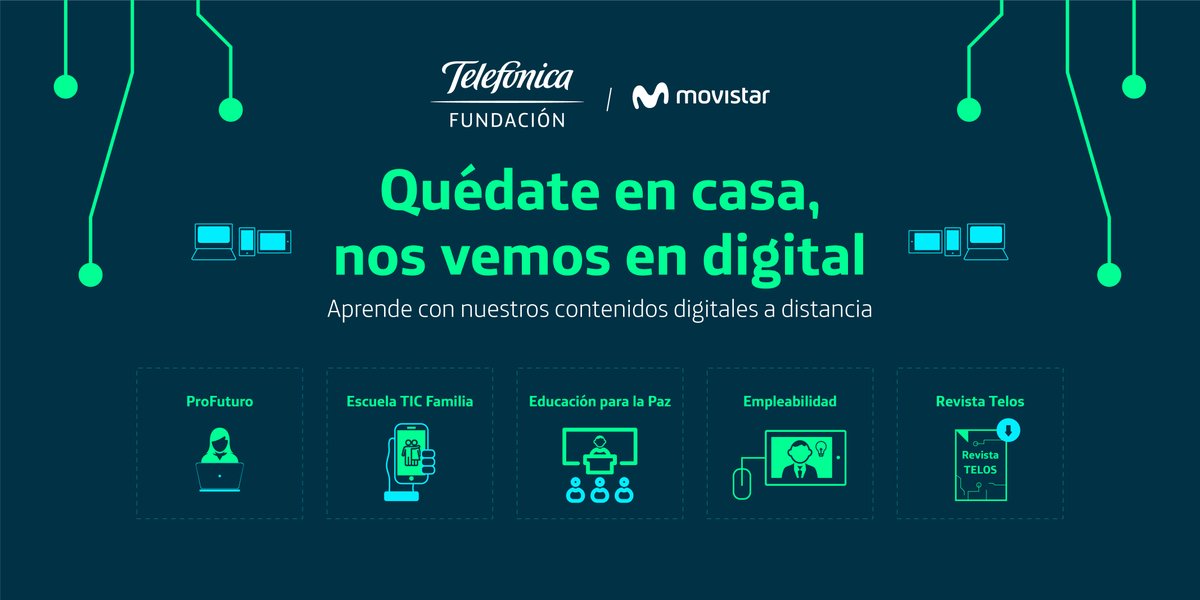 Telefónica
FUNDACIÓN
movistar
Quédate en casa,
nos vemos en digital
Aprende con nuestros contenidos digitales a distancia
ProFuturo
Escuela TIC Familia
Educación para la Paz
Empleabilidad
Revista Telos
Revista
TELOS